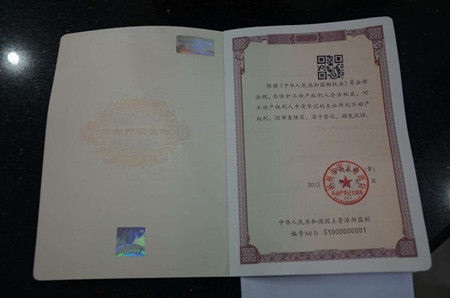 根据《中华人民共和国物权法》等法律
法规，为保护不动产权利人合法权益，对
不动产权利人申请登记的本证所列不动产
权利，经审查核实，准予登记，颁发此证。
(章)
2015
月 日
中华人民共和国国土资源部监制
编号NO D 51000000001